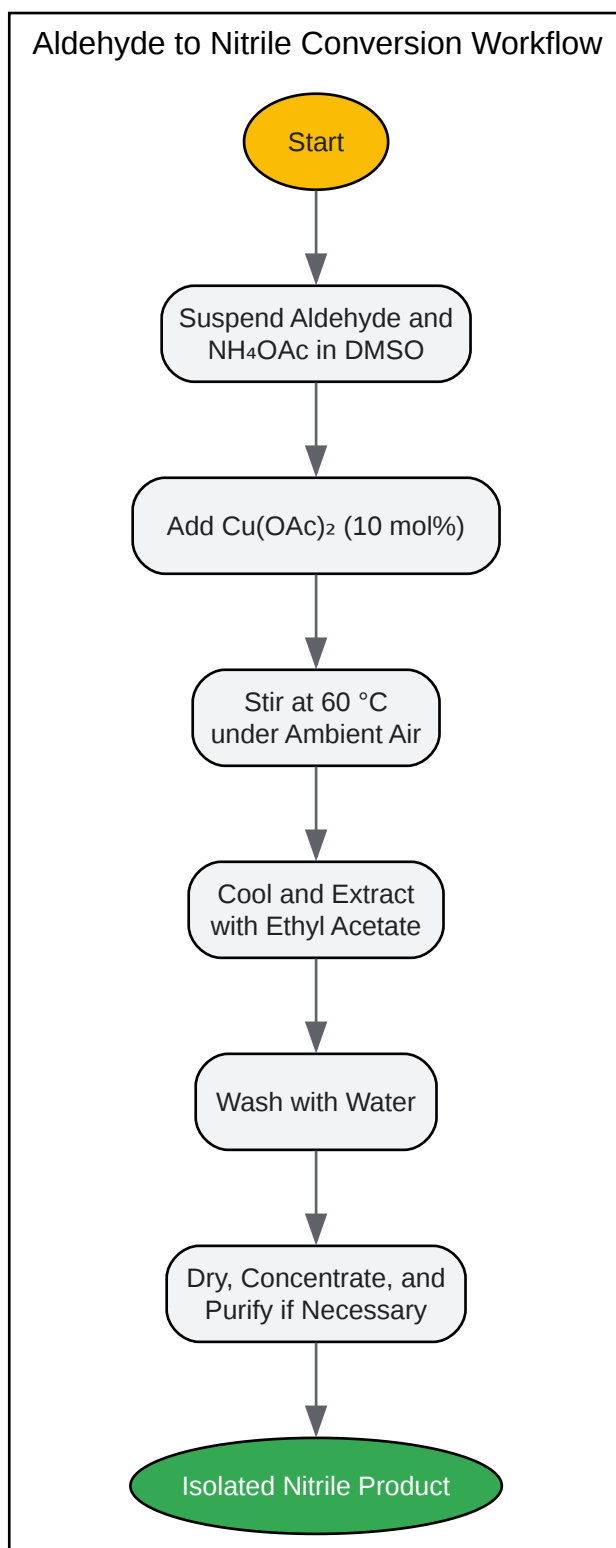 Aldehyde to Nitrile Conversion Workflow
Start
Suspend Aldehyde and
NH₄OAc in DMSO
Add Cu(OAc)₂ (10 mol%)
Stir at 60 °C
under Ambient Air
Cool and Extract
with Ethyl Acetate
Wash with Water
Dry, Concentrate, and
Purify if Necessary
Isolated Nitrile Product